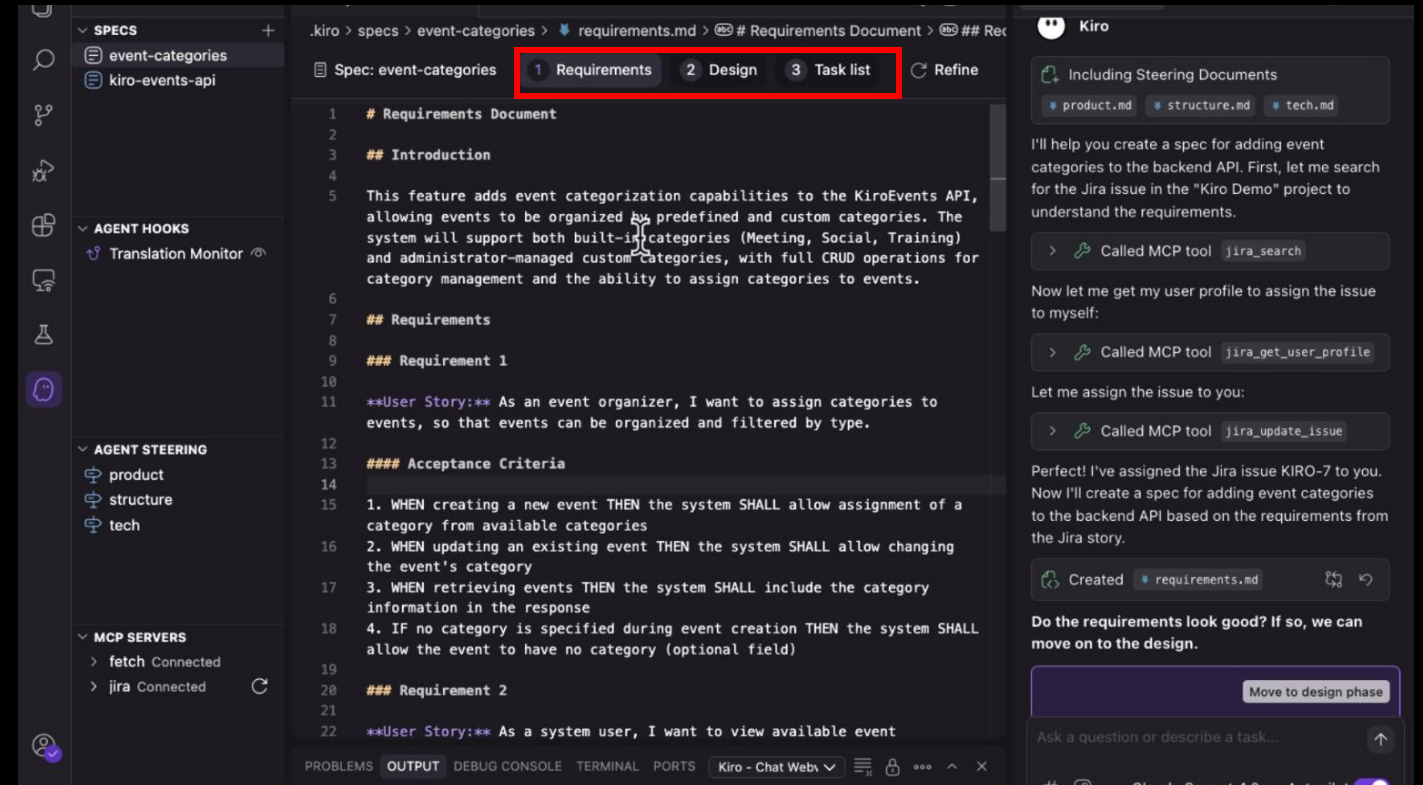 SPECS
event-categories
kiro-events-api
AGENT HOOKS
Translation Monitor
AGENT STEERING
product
structure
tech
MCP SERVERS
fetch Connected
jira Connected
.kiro > specs > event-categories > requirements.md > # Requirements Document > ## Rec
Spec: event-categories 1 Requirements 2 Design 3 Task list Refine
1 # Requirements Document
2
3 ## Introduction
4
5 This feature adds event categorization capabilities to the KiroEvents API,
allowing events to be organized by predefined and custom categories. The
system will support both built-in categories (Meeting, Social, Training)
and administrator-managed custom categories, with full CRUD operations for
category management and the ability to assign categories to events.
6
7 ## Requirements
8
9 ### Requirement 1
10
11 **User Story:** As an event organizer, I want to assign categories to
events, so that events can be organized and filtered by type.
12
13 #### Acceptance Criteria
14
15 1. WHEN creating a new event THEN the system SHALL allow assignment of a
category from available categories
16 2. WHEN updating an existing event THEN the system SHALL allow changing
the event's category
17 3. WHEN retrieving events THEN the system SHALL include the category
information in the response
18 4. IF no category is specified during event creation THEN the system SHALL
allow the event to have no category (optional field)
19
20 ### Requirement 2
21
22 **User Story:** As a system user, I want to view available event
PROBLEMS OUTPUT DEBUG CONSOLE TERMINAL PORTS Kiro - Chat Webv
Kiro
Including Steering Documents
product.md structure.md tech.md
I'll help you create a spec for adding event
categories to the backend API. First, let me search
for the Jira issue in the "Kiro Demo" project to
understand the requirements.
> Called MCP tool jira_search
Now let me get my user profile to assign the issue
to myself:
> Called MCP tool jira_get_user_profile
Let me assign the issue to you:
> Called MCP tool jira_update_issue
Perfect! I've assigned the Jira issue KIRO-7 to you.
Now I'll create a spec for adding event categories
to the backend API based on the requirements from
the Jira story.
Created requirements.md
Do the requirements look good? If so, we can
move on to the design.
Move to design phase
Ask a question or describe a task...